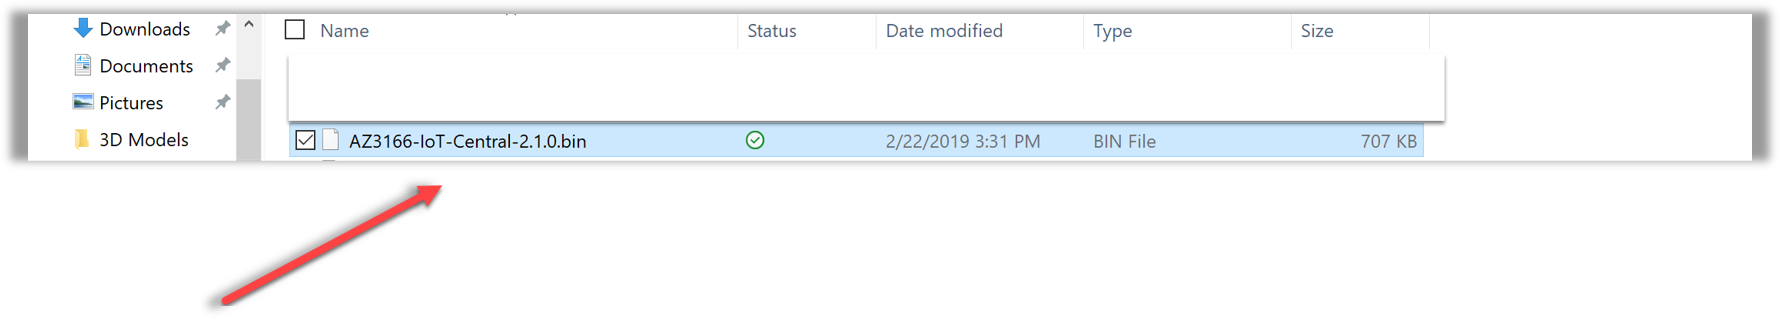 Downloads
Documents
Pictures
3D Models
Name Status Date modified Type Size
AZ3166-IoT-Central-2.1.0.bin 2/22/2019 3:31 PM BIN File 707 KB